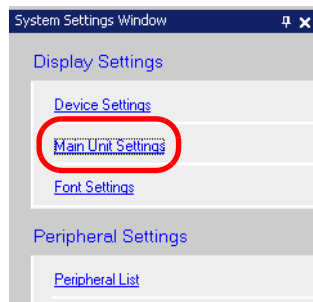 System Settings Window
Display Settings
Device Settings
Main Unit Settings
Font Settings
Peripheral Settings
Peripheral List